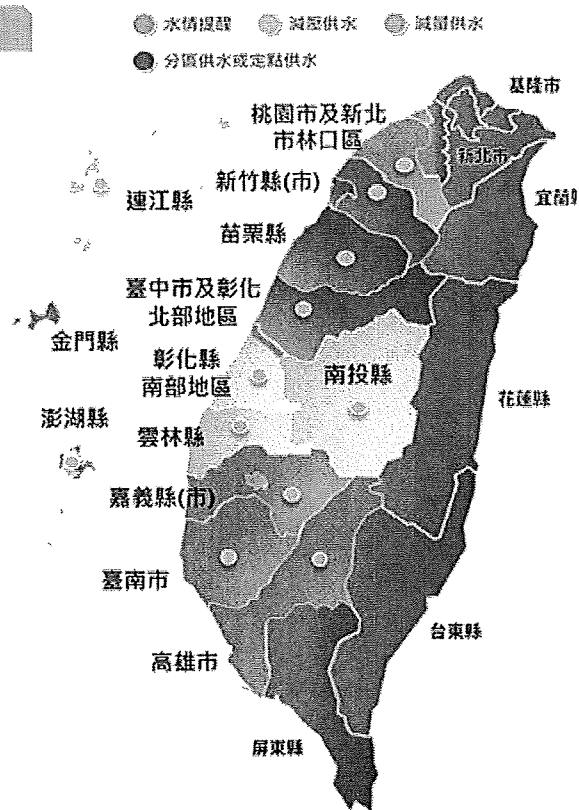 水情提醒 減壓供水 減量供水
分區供水或定點供水
基隆市
桃園市及新北
市林口區
新北市
新竹縣(市)
連江縣
宜蘭縣
苗栗縣
臺中市及彰化
北部地區
金門縣
彰化縣
南部地區
南投縣
花蓮縣
澎湖縣
雲林縣
嘉義縣(市)
臺南市
台東縣
高雄市
屏東縣